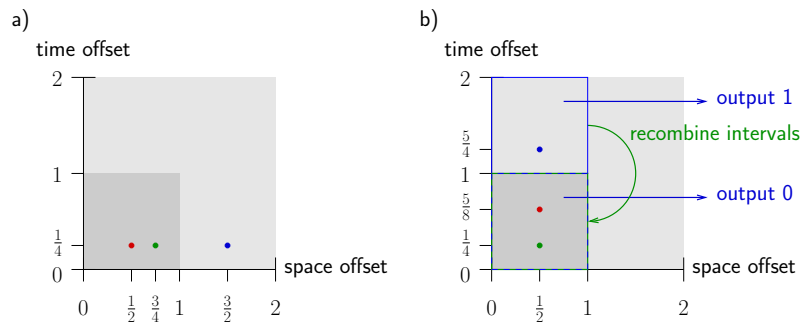 a)
time offset
2
1
1/4
0
space offset
0
1/2
3/4
1
3/2
2
b)
time offset
2
output 1
recombine intervals
5/4
1
output 0
5/8
1/4
0
space offset
0
1/2
1
2